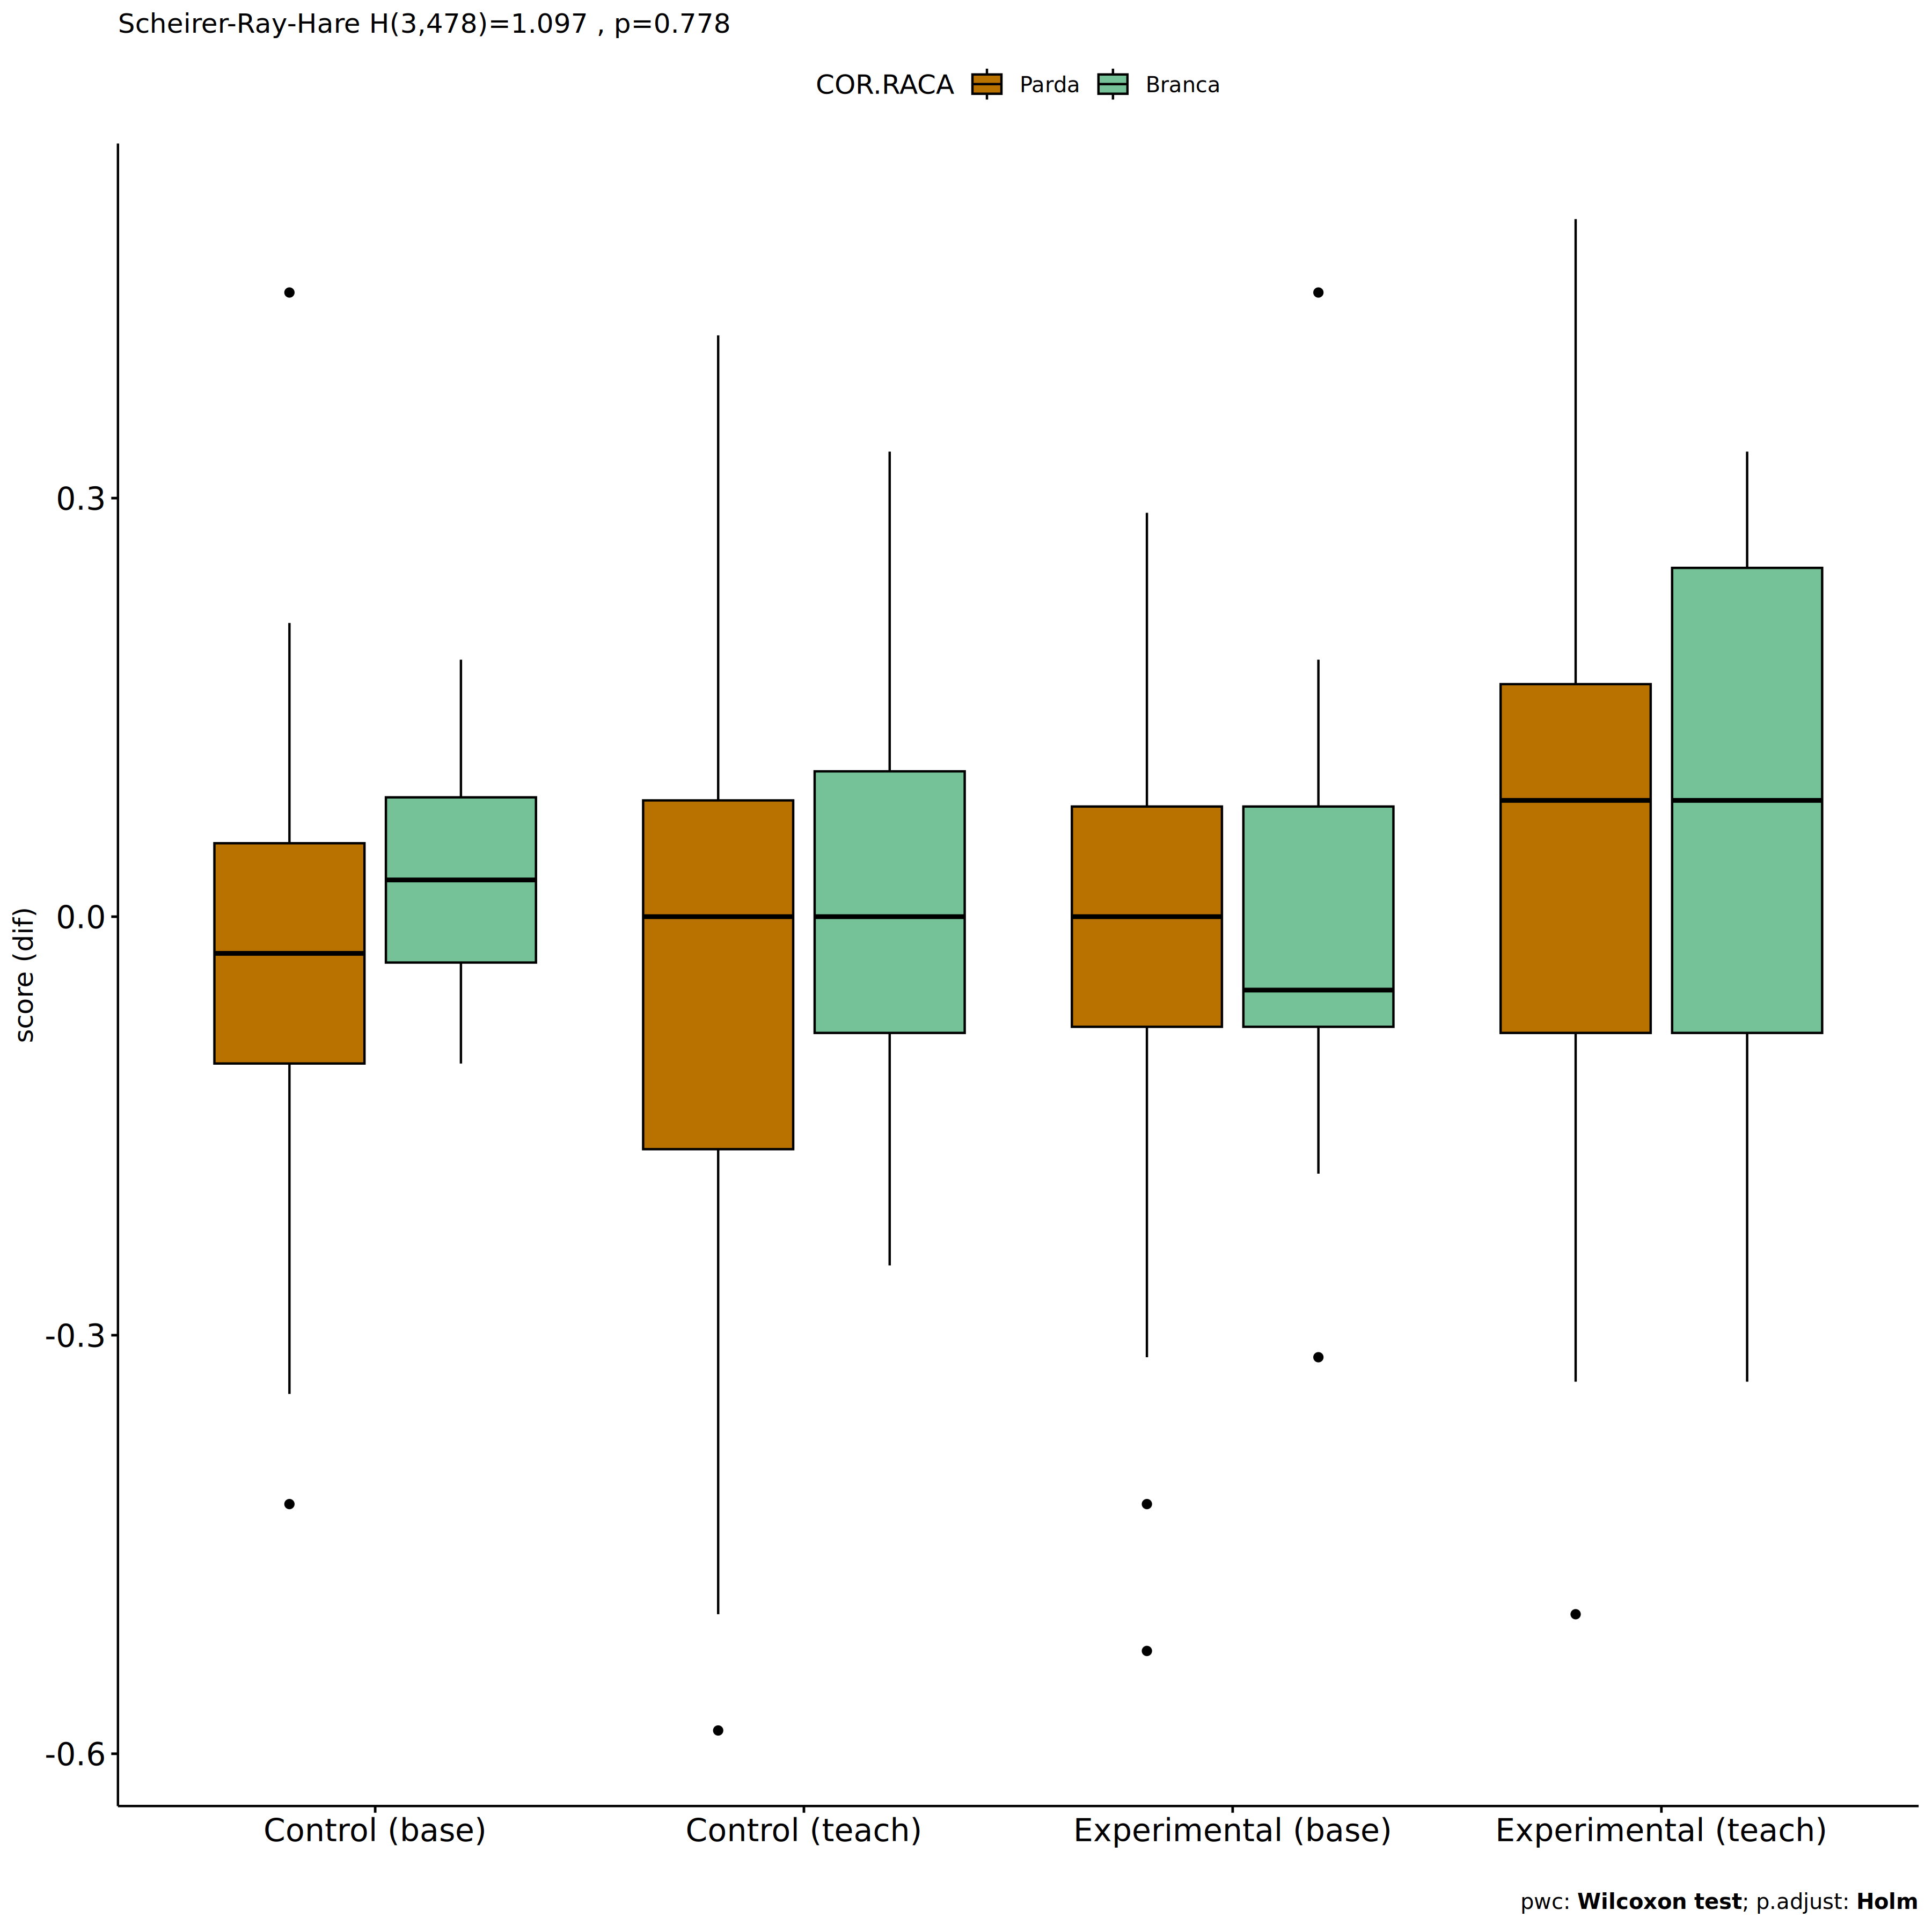 Scheirer-Ray-Hare H(3,478)=1.097 , p=0.778
COR.RACA Parda Branca
score (dif)
0.3
0.0
-0.3
-0.6
Control (base) Control (teach) Experimental (base) Experimental (teach)
pwc: Wilcoxon test; p.adjust: Holm